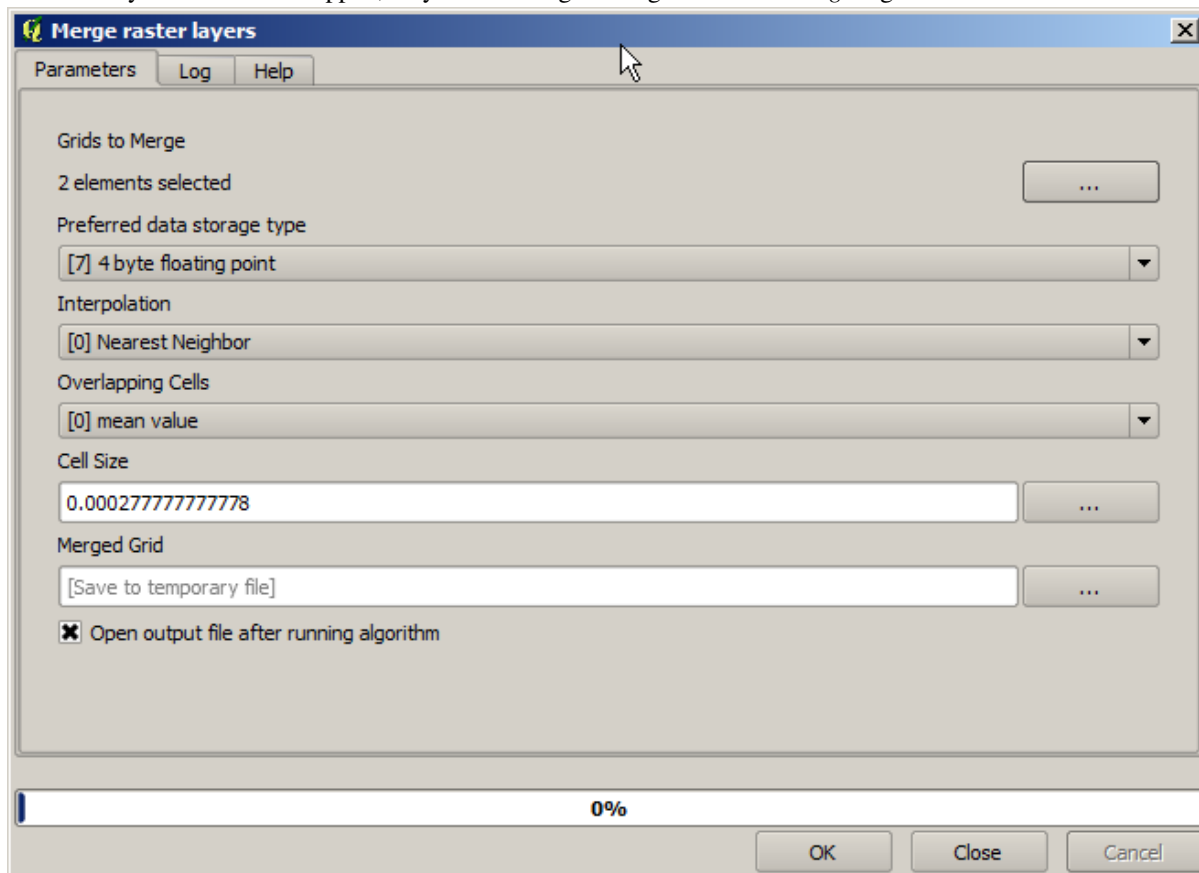 Merge raster layers
Parameters Log Help
Grids to Merge
2 elements selected ...
Preferred data storage type
[7] 4 byte floating point
Interpolation
[0] Nearest Neighbor
Overlapping Cells
[0] mean value
Cell Size
0.000277777777778 ...
Merged Grid
[Save to temporary file] ...
Open output file after running algorithm
0%
OK Close Cancel